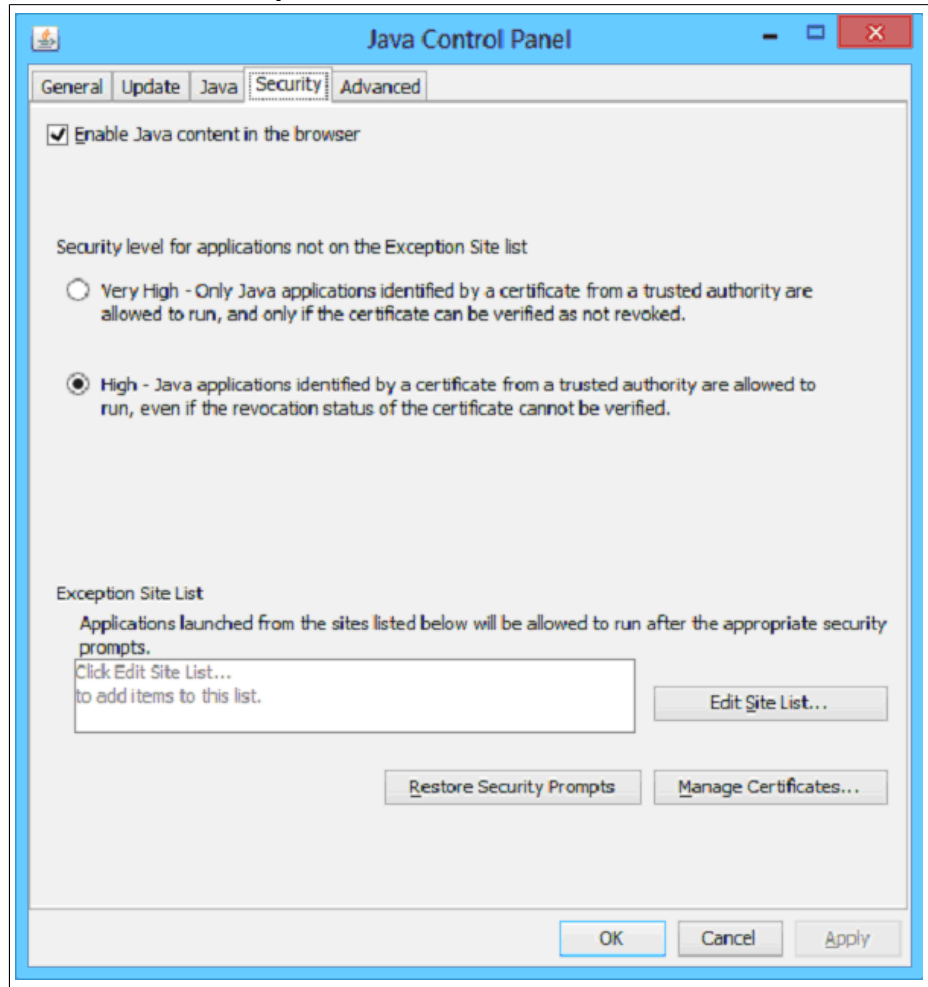 Java Control Panel
General Update Java Security Advanced
Enable Java content in the browser
Security level for applications not on the Exception Site list
Very High - Only Java applications identified by a certificate from a trusted authority are
allowed to run, and only if the certificate can be verified as not revoked.
High - Java applications identified by a certificate from a trusted authority are allowed to
run, even if the revocation status of the certificate cannot be verified.
Exception Site List
Applications launched from the sites listed below will be allowed to run after the appropriate security
prompts.
Click Edit Site List...
to add items to this list.
Edit Site List...
Restore Security Prompts
Manage Certificates...
OK
Cancel
Apply